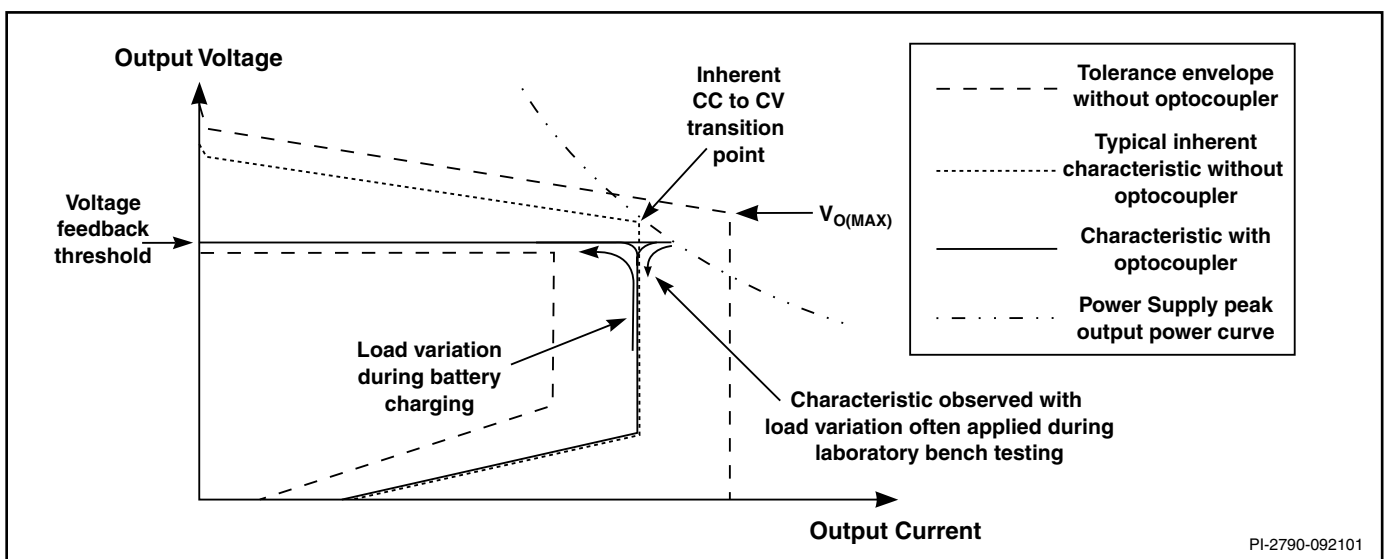 Output Voltage
Inherent
CC to CV
transition
point
Tolerance envelope
without optocoupler
Typical inherent
characteristic without
optocoupler
Characteristic with
optocoupler
Power Supply peak
output power curve
Voltage
feedback
threshold
VO(MAX)
Load variation
during battery
charging
Characteristic observed with
load variation often applied during
laboratory bench testing
Output Current
PI-2790-092101